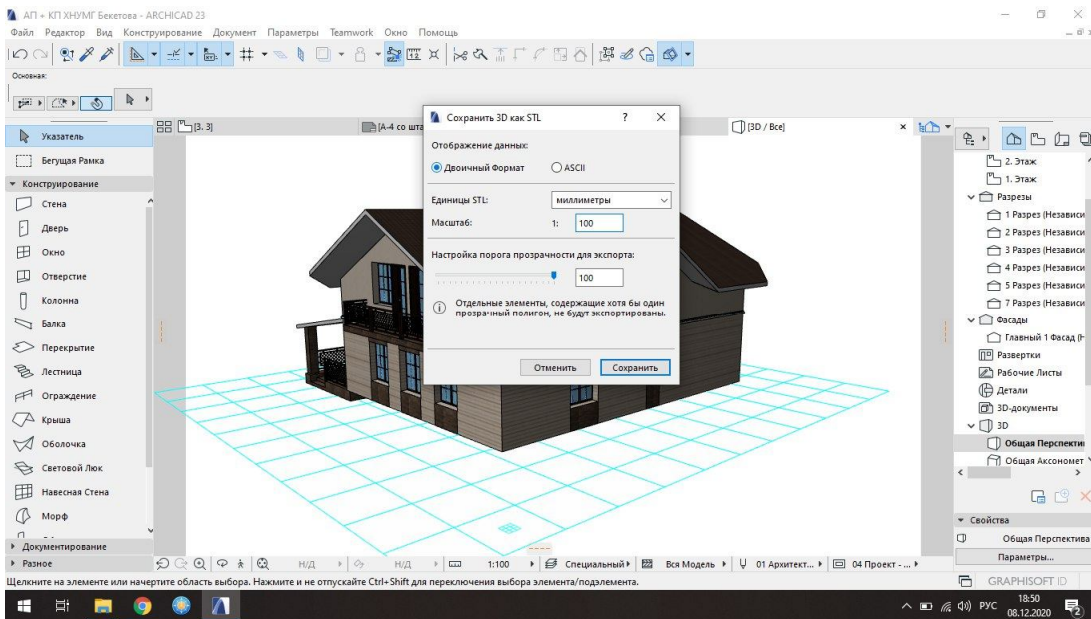 АП + КП ХНУМГ Бекетова - ARCHICAD 23
Файл Редактор Вид Конструирование Документ Параметры Teamwork Окно Помощь
Основная:
[3. 3]
[А-4 со шта
[3D / Все]
Сохранить 3D как STL ? ×
Отображение данных:
Двоичный Формат ASCII
Единицы STL: миллиметры
Масштаб: 1: 100
Настройка порога прозрачности для экспорта:
100
Отдельные элементы, содержащие хотя бы один
прозрачный полигон, не будут экспортированы.
Отменить Сохранить
Указатель
Бегущая Рамка
Конструирование
Стена
Дверь
Окно
Отверстие
Колонна
Балка
Перекрытие
Лестница
Ограждение
Крыша
Оболочка
Световой Люк
Навесная Стена
Морф
Документирование
Разное
2. Этаж
1. Этаж
Разрезы
1 Разрез (Независи
2 Разрез (Независи
3 Разрез (Независи
4 Разрез (Независи
5 Разрез (Независи
7 Разрез (Независи
Фасады
Главный 1 Фасад (Н
Развертки
Рабочие Листы
Детали
3D-документы
3D
Общая Перспектив
Общая Аксономет
Свойства
Общая Перспектива
Параметры...
GRAPHISOFT ID
Н/Д Н/Д 1:100 Специальный Вся Модель 01 Архитект... 04 Проект - ...
Щелкните на элементе или начертите область выбора. Нажмите и не отпускайте Ctrl+Shift для переключения выбора элемента/подэлемента.
РУС
18:50
08.12.2020
2